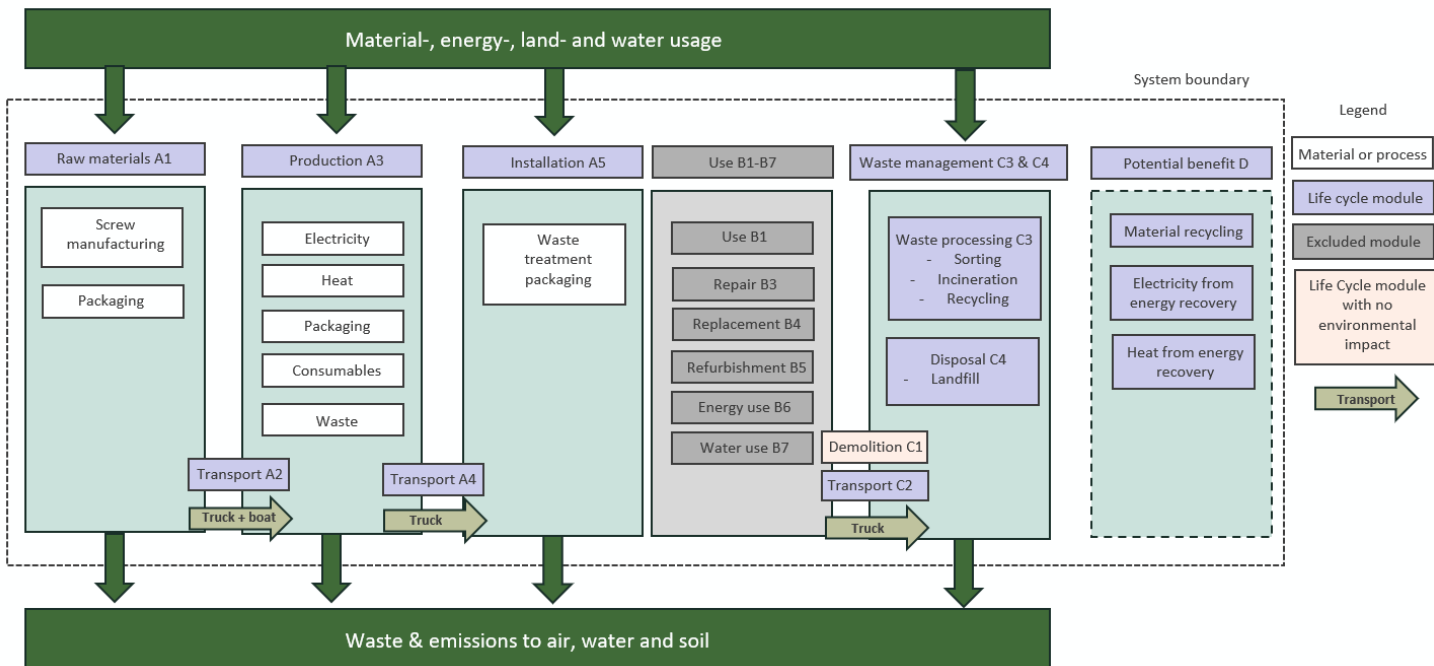 Material-, energy-, land- and water usage
System boundary
Raw materials A1
Screw
manufacturing
Packaging
Transport A2
Truck + boat
Production A3
Electricity
Heat
Packaging
Consumables
Waste
Transport A4
Truck
Installation A5
Waste
treatment
packaging
Use B1-B7
Use B1
Repair B3
Replacement B4
Refurbishment B5
Energy use B6
Water use B7
Demolition C1
Transport C2
Truck
Waste management C3 & C4
Waste processing C3
- Sorting
- Incineration
- Recycling
Disposal C4
- Landfill
Potential benefit D
Material recycling
Electricity from
energy recovery
Heat from energy
recovery
Legend
Material or process
Life cycle module
Excluded module
Life Cycle module
with no
environmental
impact
Transport
Waste & emissions to air, water and soil